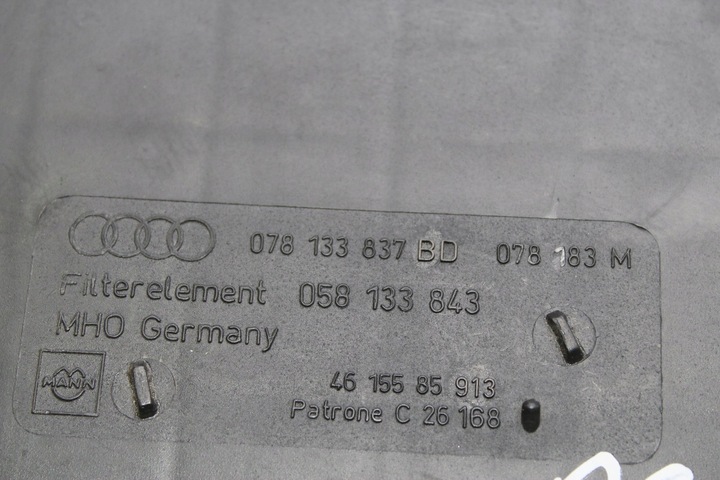 078 133 837 BD 078 183 M
Filterelement 058 133 843
MHO Germany
MANN
46 155 85 913
Patrone C 26 168